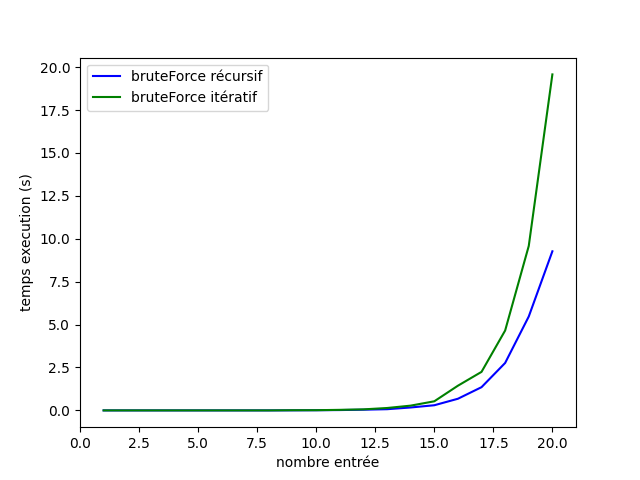 bruteForce récursif
bruteForce itératif
20.0
17.5
15.0
12.5
10.0
7.5
5.0
2.5
0.0
temps execution (s)
0.0 2.5 5.0 7.5 10.0 12.5 15.0 17.5 20.0
nombre entrée